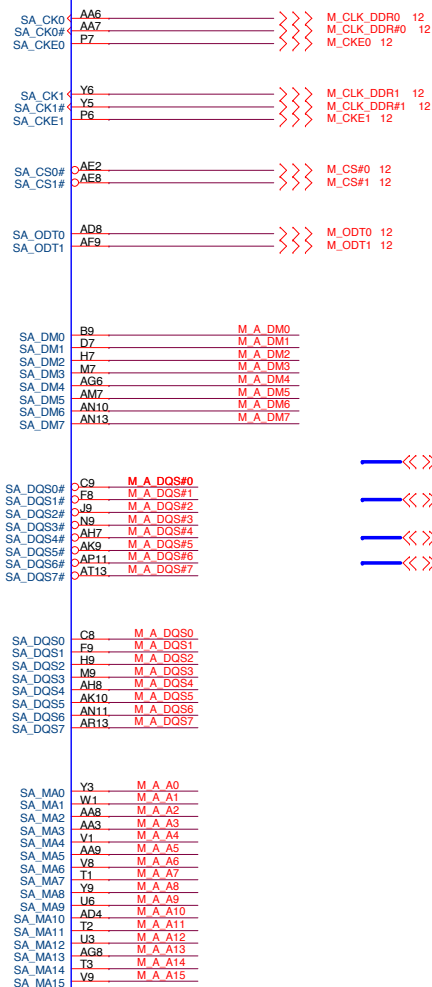 SA_CK0 AA6 M_CLK_DDR0 12
SA_CK0# AA7 M_CLK_DDR#0 12
SA_CKE0 P7 M_CKE0 12
SA_CK1 Y6 M_CLK_DDR1 12
SA_CK1# Y5 M_CLK_DDR#1 12
SA_CKE1 P6 M_CKE1 12
SA_CS0# AE2 M_CS#0 12
SA_CS1# AE8 M_CS#1 12
SA_ODT0 AD8 M_ODT0 12
SA_ODT1 AF9 M_ODT1 12
SA_DM0 B9 M_A_DM0
SA_DM1 D7 M_A_DM1
SA_DM2 H7 M_A_DM2
SA_DM3 M7 M_A_DM3
SA_DM4 AG6 M_A_DM4
SA_DM5 AM7 M_A_DM5
SA_DM6 AN10 M_A_DM6
SA_DM7 AN13 M_A_DM7
SA_DQS0# C9 M_A_DQS#0
SA_DQS1# F8 M_A_DQS#1
SA_DQS2# J9 M_A_DQS#2
SA_DQS3# N9 M_A_DQS#3
SA_DQS4# AH7 M_A_DQS#4
SA_DQS5# AK9 M_A_DQS#5
SA_DQS6# AP11 M_A_DQS#6
SA_DQS7# AT13 M_A_DQS#7
SA_DQS0 C8 M_A_DQS0
SA_DQS1 F9 M_A_DQS1
SA_DQS2 H9 M_A_DQS2
SA_DQS3 M9 M_A_DQS3
SA_DQS4 AH8 M_A_DQS4
SA_DQS5 AK10 M_A_DQS5
SA_DQS6 AN11 M_A_DQS6
SA_DQS7 AR13 M_A_DQS7
SA_MA0 Y3 M_A_A0
SA_MA1 W1 M_A_A1
SA_MA2 AA8 M_A_A2
SA_MA3 AA3 M_A_A3
SA_MA4 V1 M_A_A4
SA_MA5 AA9 M_A_A5
SA_MA6 V8 M_A_A6
SA_MA7 T1 M_A_A7
SA_MA8 Y9 M_A_A8
SA_MA9 U6 M_A_A9
SA_MA10 AD4 M_A_A10
SA_MA11 T2 M_A_A11
SA_MA12 U3 M_A_A12
SA_MA13 AG8 M_A_A13
SA_MA14 T3 M_A_A14
SA_MA15 V9 M_A_A15